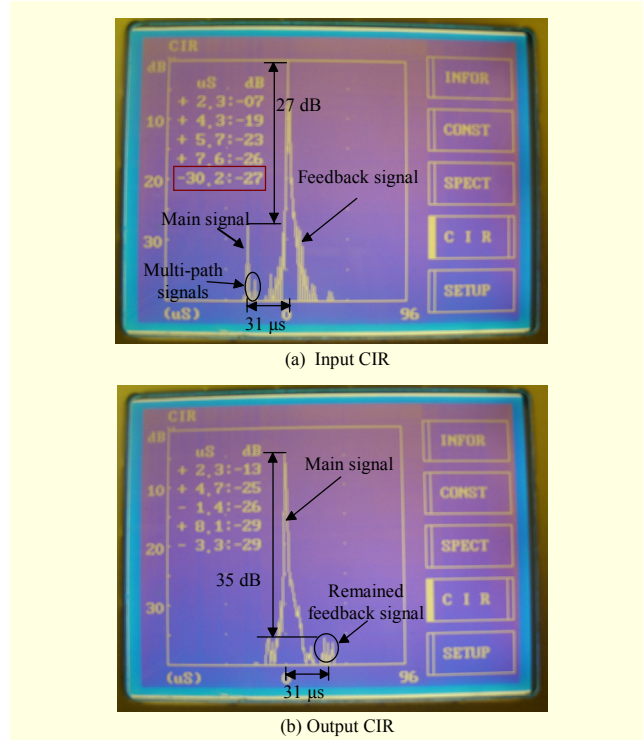 CIR
dB
uS dB
+ 2,3:-07
+ 4,3:-19
+ 5,7:-23
+ 7,6:-26
-30,2:-27
10
20
30
27 dB
Feedback signal
Main signal
Multi-path
signals
(uS)
0
96
31 μs
INFOR
CONST
SPECT
C I R
SETUP
(a) Input CIR
CIR
dB
uS dB
+ 2,3:-13
+ 4,7:-25
- 1,4:-26
+ 8,1:-29
- 3,3:-29
10
20
30
Main signal
35 dB
Remained
feedback signal
(uS)
0
96
31 μs
INFOR
CONST
SPECT
C I R
SETUP
(b) Output CIR